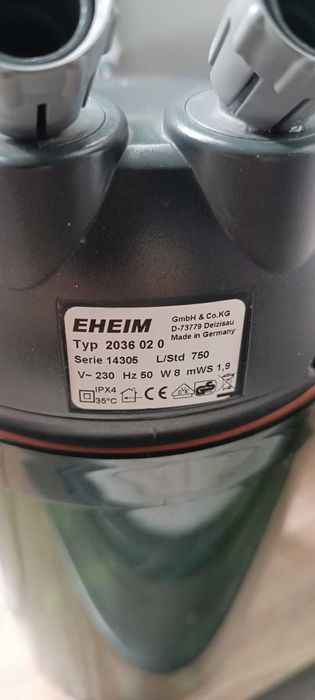 EHEIM
GmbH & Co.KG
D-73779 Deizisau
Made in Germany
Typ 2036 02 0
Serie 14305 L/Std 750
V~ 230 Hz 50 W 8 mWS 1,9
IPX4
35°C
CE